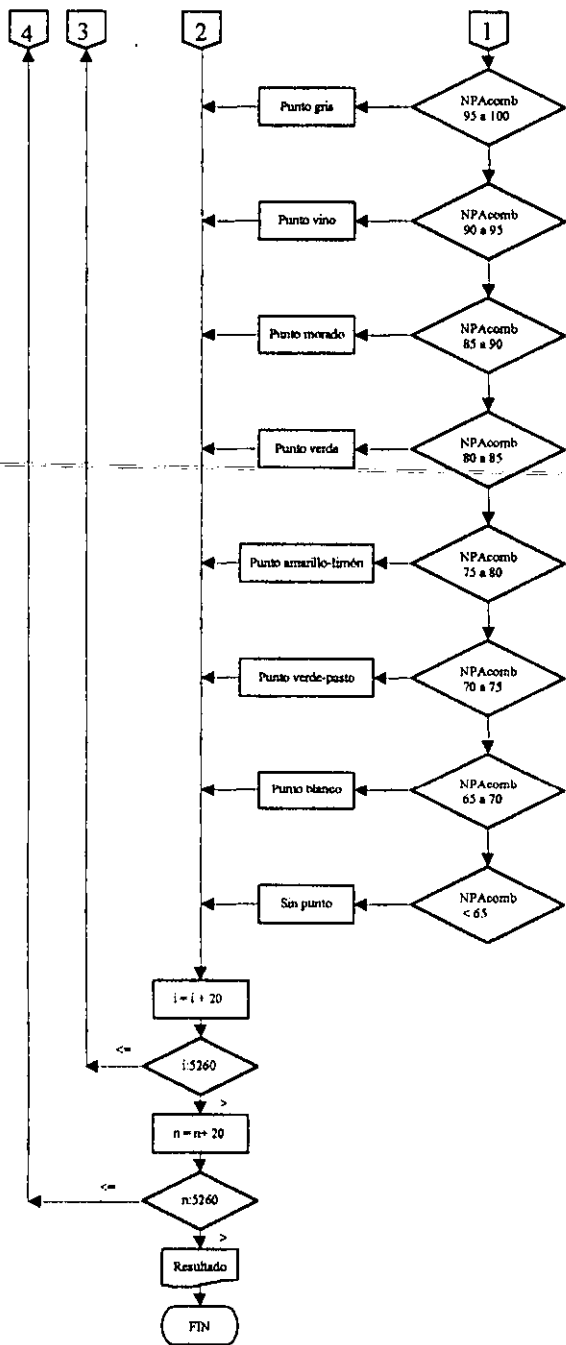 4
3
2
1
Punto gris
NPAcomb
95 a 100
Punto vino
NPAcomb
90 a 95
Punto morado
NPAcomb
85 a 90
Punto verde
NPAcomb
80 a 85
Punto amarillo-limón
NPAcomb
75 a 80
Punto verde-pasto
NPAcomb
70 a 75
Punto blanco
NPAcomb
65 a 70
Sin punto
NPAcomb
< 65
i = i + 20
<=
i:5260
>
n = n+ 20
<=
n:5260
>
Resultado
FIN